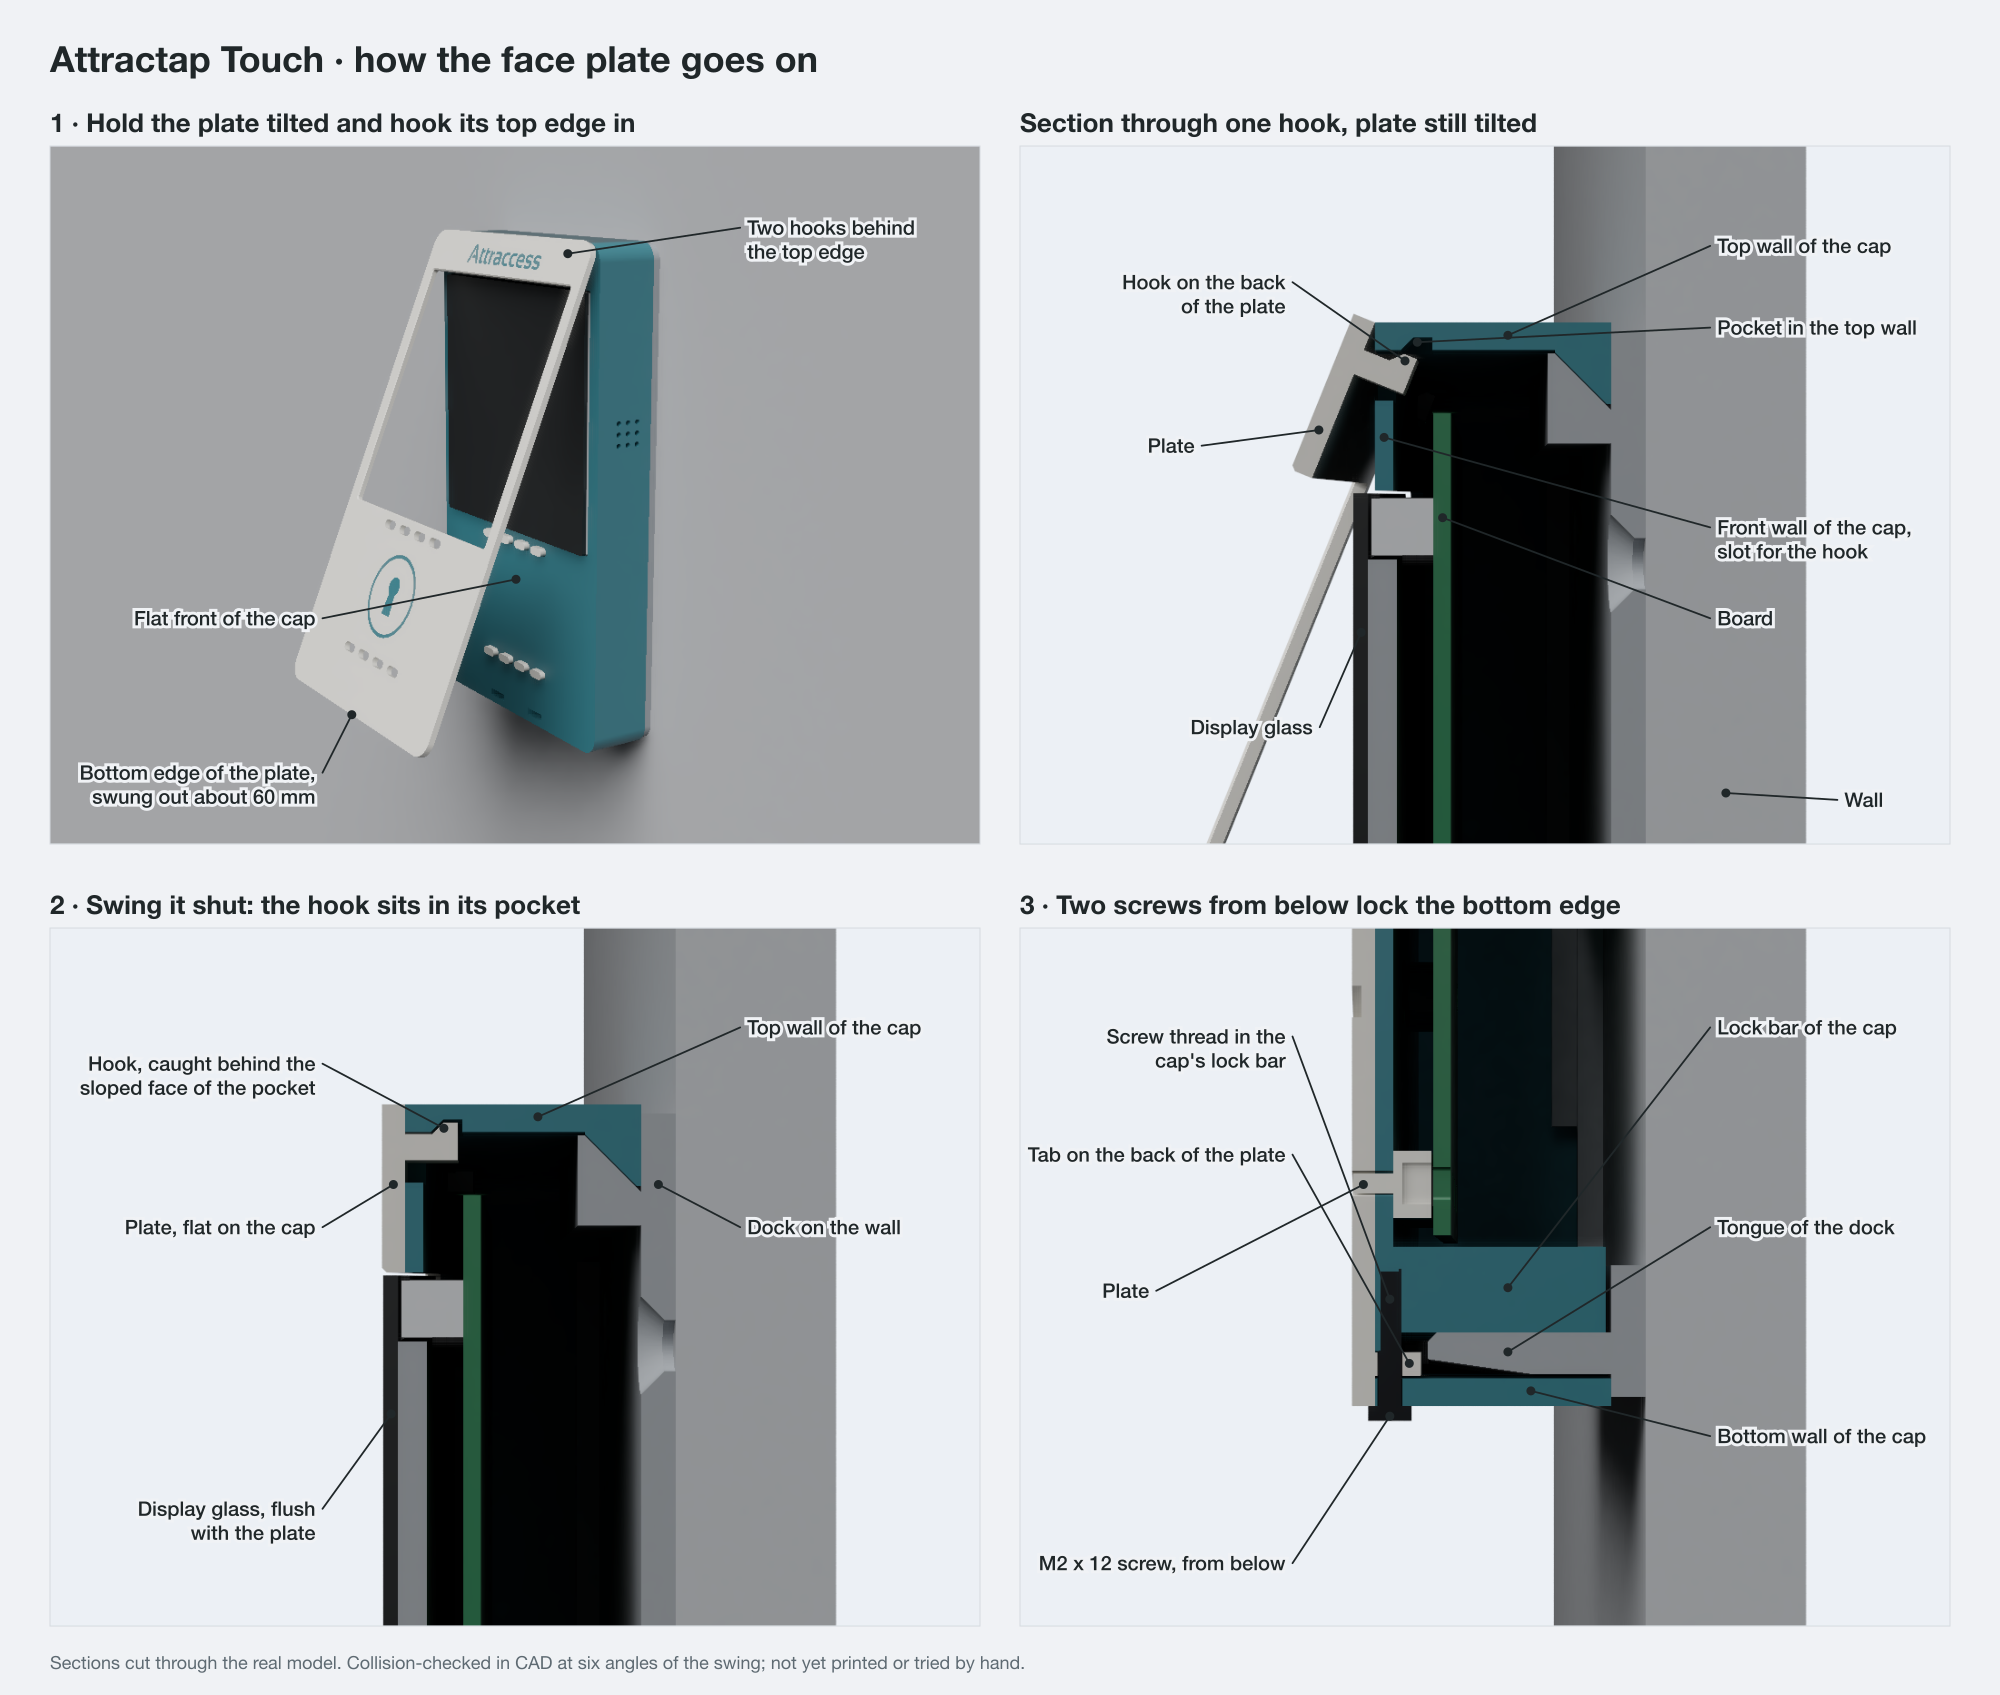 Attractap Touch · how the face plate goes on
1 · Hold the plate tilted and hook its top edge in
Attraccess
Two hooks behind
the top edge
Flat front of the cap
Bottom edge of the plate,
swung out about 60 mm
Section through one hook, plate still tilted
Top wall of the cap
Hook on the back
of the plate
Pocket in the top wall
Plate
Front wall of the cap,
slot for the hook
Board
Display glass
Wall
2 · Swing it shut: the hook sits in its pocket
Top wall of the cap
Hook, caught behind the
sloped face of the pocket
Plate, flat on the cap
Dock on the wall
Display glass, flush
with the plate
3 · Two screws from below lock the bottom edge
Screw thread in the
cap's lock bar
Lock bar of the cap
Tab on the back of the plate
Tongue of the dock
Plate
Bottom wall of the cap
M2 x 12 screw, from below
Sections cut through the real model. Collision-checked in CAD at six angles of the swing; not yet printed or tried by hand.